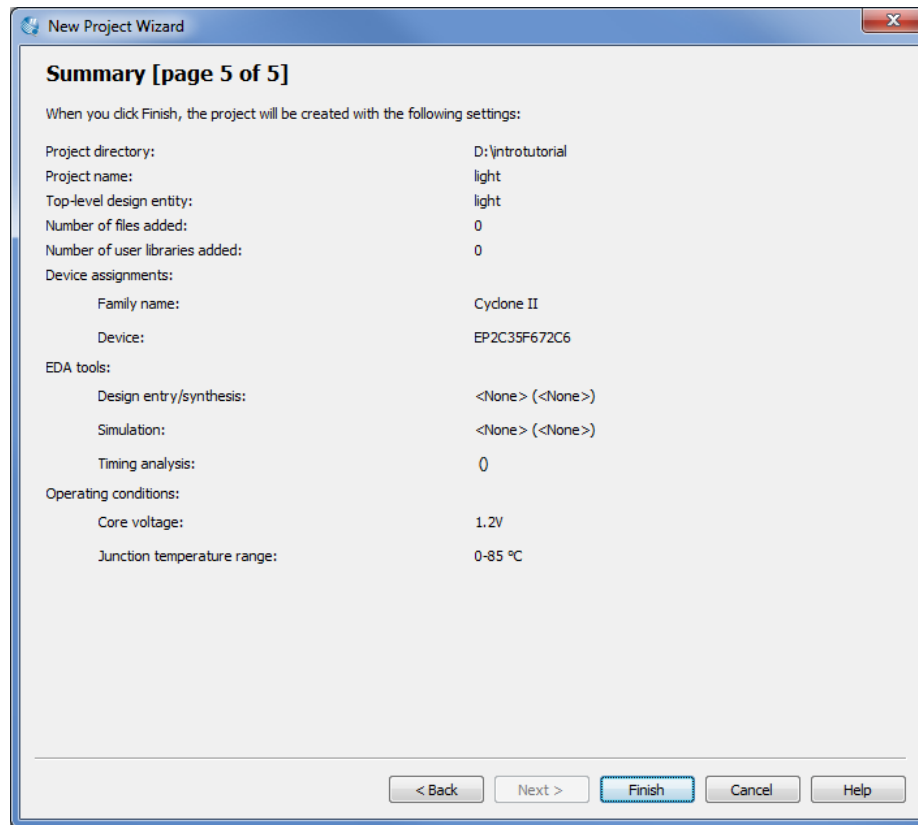 New Project Wizard
Summary [page 5 of 5]
When you click Finish, the project will be created with the following settings:
Project directory: D:\introtutorial
Project name: light
Top-level design entity: light
Number of files added: 0
Number of user libraries added: 0
Device assignments:
Family name: Cyclone II
Device: EP2C35F672C6
EDA tools:
Design entry/synthesis: <None> (<None>)
Simulation: <None> (<None>)
Timing analysis: ()
Operating conditions:
Core voltage: 1.2V
Junction temperature range: 0-85 ºC
< Back Next > Finish Cancel Help